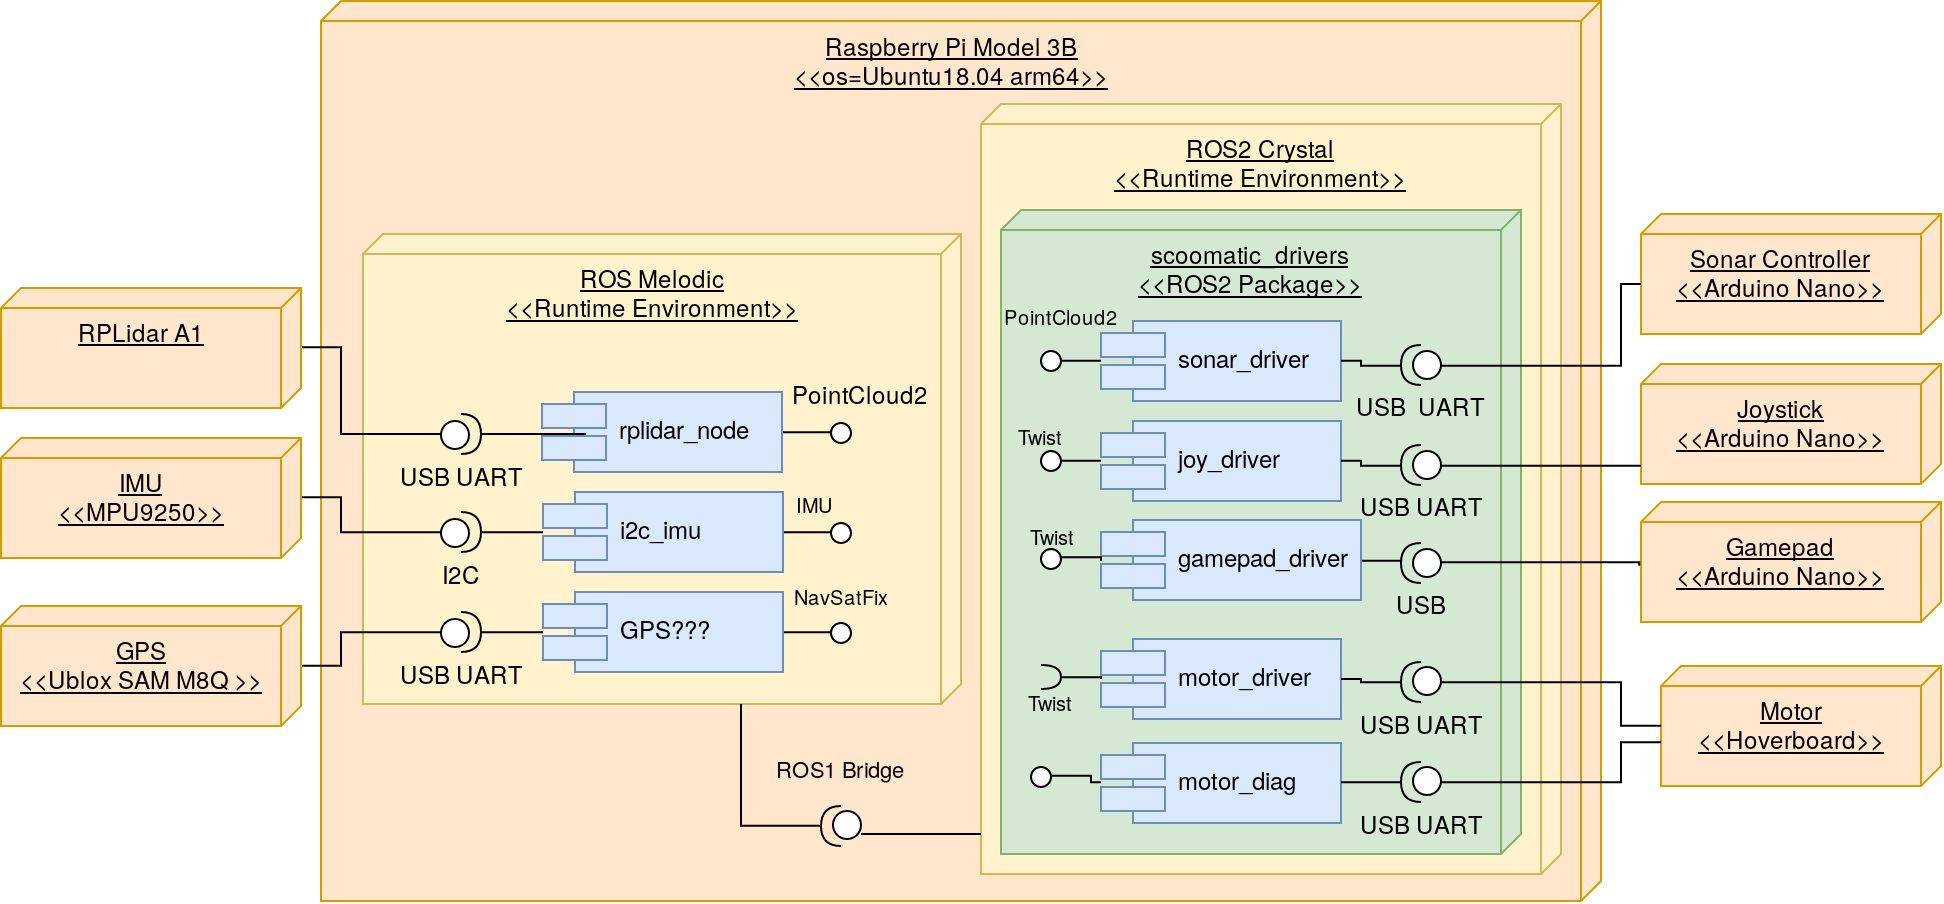 Raspberry Pi Model 3B
<<os=Ubuntu18.04 arm64>>
ROS2 Crystal
<<Runtime Environment>>
scoomatic_drivers
<<ROS2 Package>>
PointCloud2
sonar_driver
USB  UART
Twist
joy_driver
USB UART
Twist
gamepad_driver
USB
motor_driver
Twist
USB UART
motor_diag
USB UART
ROS Melodic
<<Runtime Environment>>
PointCloud2
rplidar_node
USB UART
IMU
i2c_imu
I2C
NavSatFix
GPS???
USB UART
ROS1 Bridge
RPLidar A1
IMU
<<MPU9250>>
GPS
<<Ublox SAM M8Q >>
Sonar Controller
<<Arduino Nano>>
Joystick
<<Arduino Nano>>
Gamepad
<<Arduino Nano>>
Motor
<<Hoverboard>>